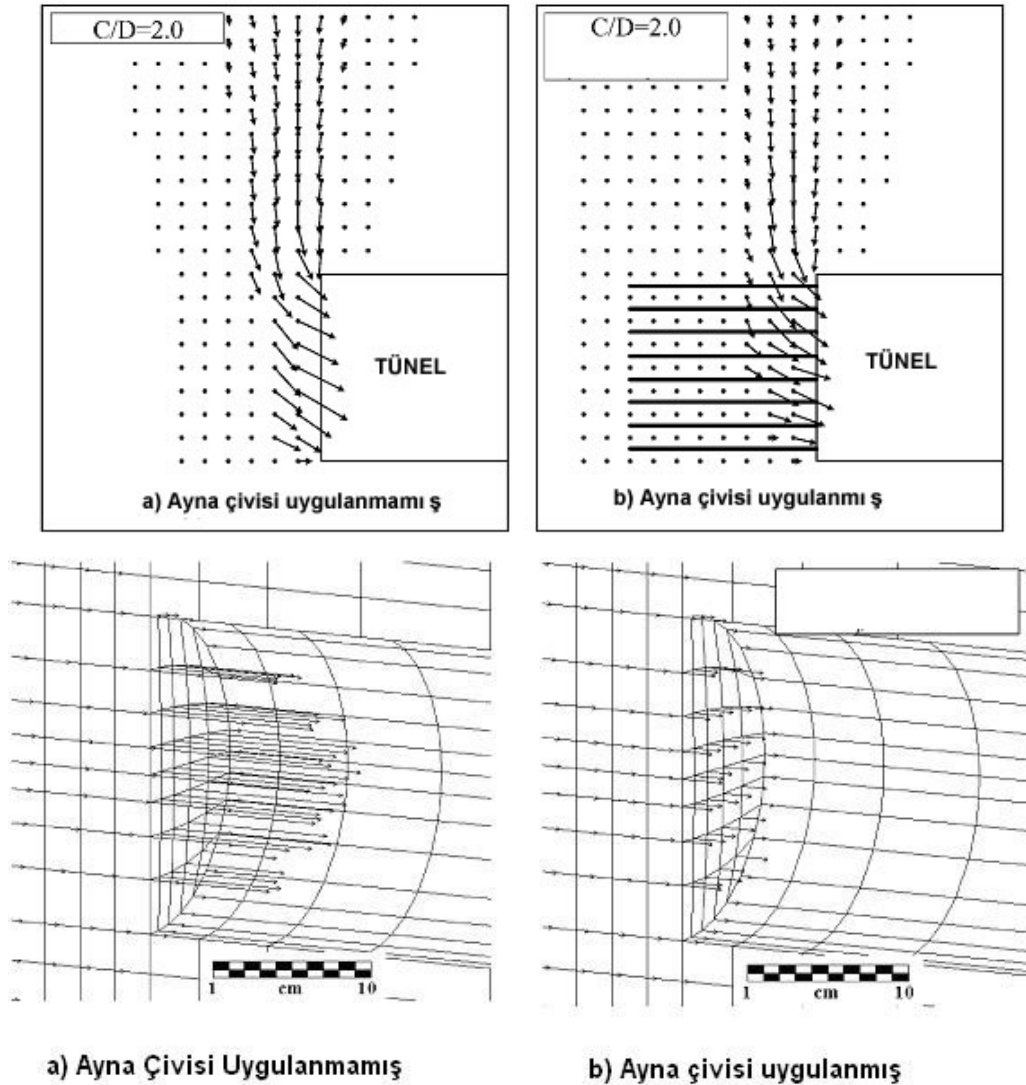 C/D=2.0
TÜNEL
a) Ayna çivisi uygulanmamı ş
C/D=2.0
TÜNEL
b) Ayna çivisi uygulanmı ş
1 cm 10
1 cm 10
a) Ayna Çivisi Uygulanmamış
b) Ayna çivisi uygulanmış